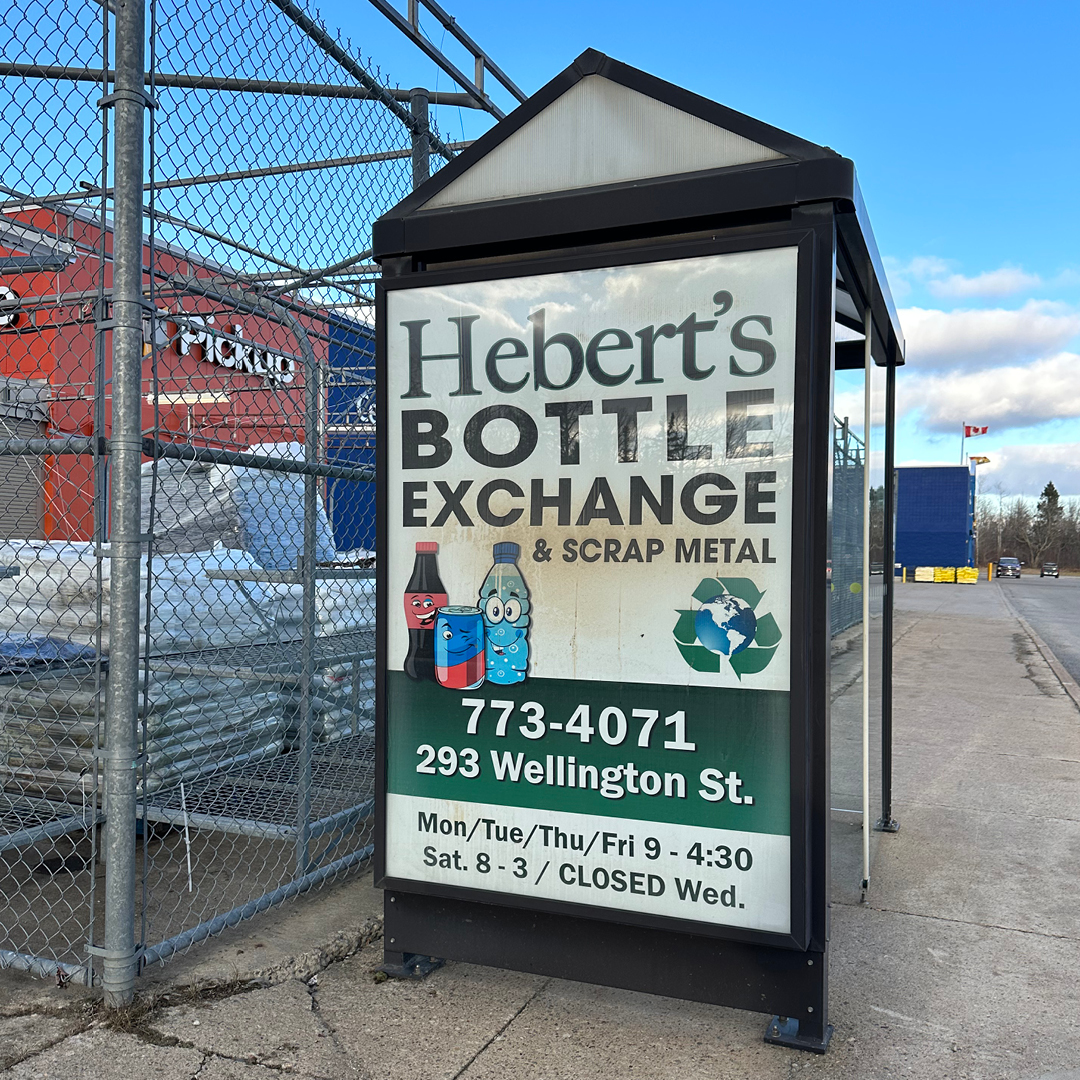 Pickup
Hebert's
BOTTLE
EXCHANGE
& SCRAP METAL
773-4071
293 Wellington St.
Mon/Tue/Thu/Fri 9 - 4:30
Sat. 8 - 3 / CLOSED Wed.